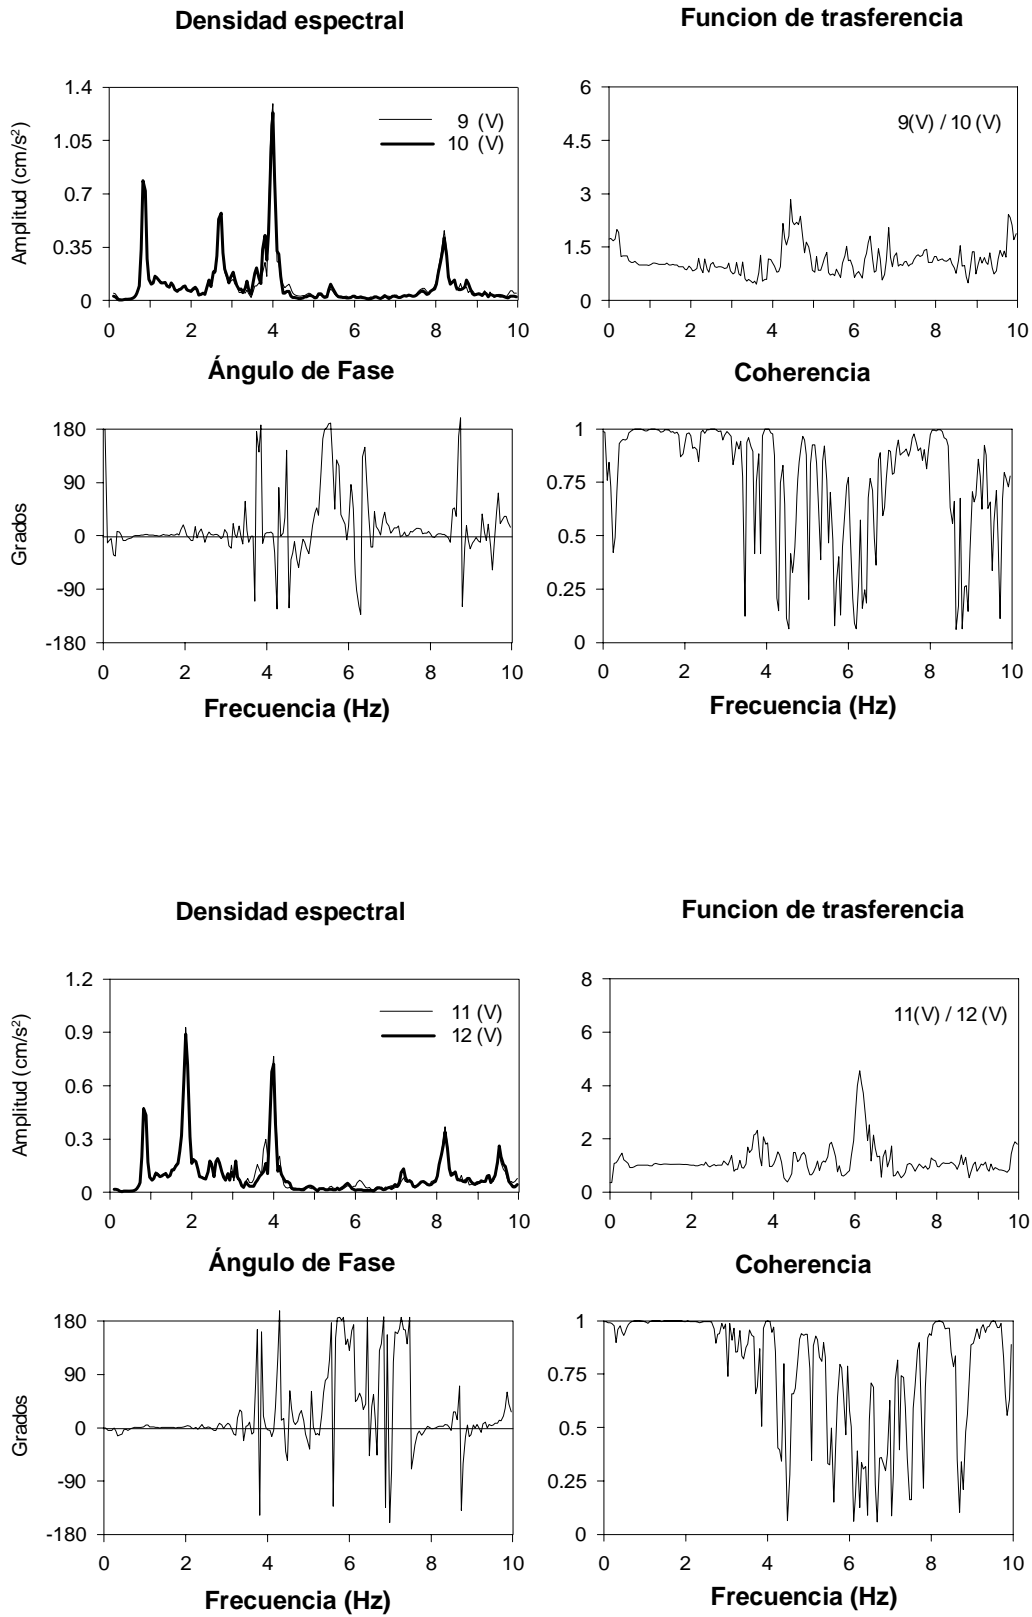 Densidad espectral
Funcion de trasferencia
Amplitud (cm/s²)
1.4
1.05
0.7
0.35
0
9 (V)
10 (V)
0 2 4 6 8 10
6
4.5
3
1.5
0
9(V) / 10 (V)
0 2 4 6 8 10
Ángulo de Fase
Coherencia
Grados
180
90
0
-90
-180
0 2 4 6 8 10
Frecuencia (Hz)
1
0.75
0.5
0.25
0
0 2 4 6 8 10
Frecuencia (Hz)
Densidad espectral
Funcion de trasferencia
Amplitud (cm/s²)
1.2
0.9
0.6
0.3
0
11 (V)
12 (V)
0 2 4 6 8 10
8
6
4
2
0
11(V) / 12 (V)
0 2 4 6 8 10
Ángulo de Fase
Coherencia
Grados
180
90
0
-90
-180
0 2 4 6 8 10
Frecuencia (Hz)
1
0.75
0.5
0.25
0
0 2 4 6 8 10
Frecuencia (Hz)